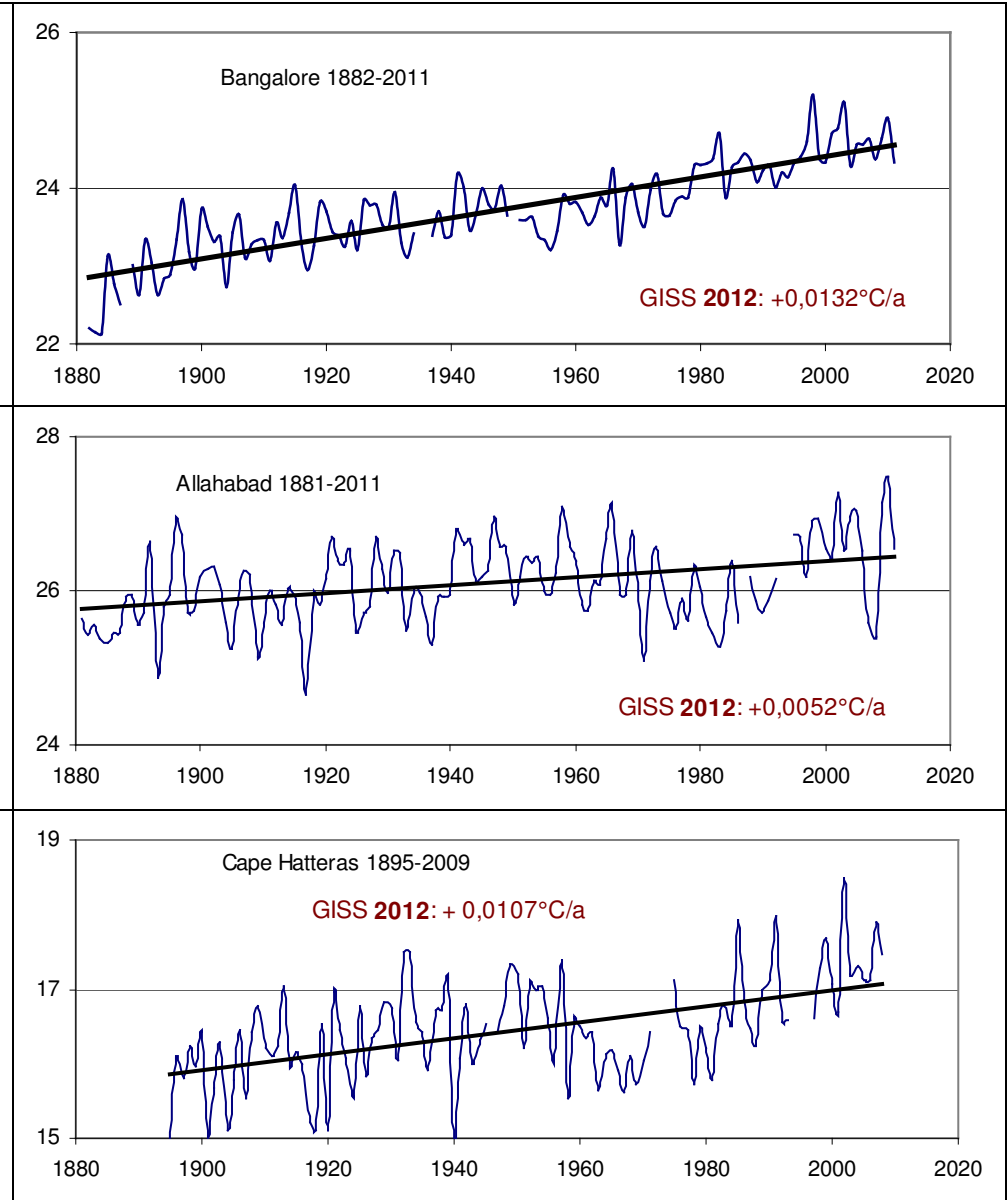 26
Bangalore 1882-2011
24
GISS 2012: +0,0132°C/a
22
1880 1900 1920 1940 1960 1980 2000 2020
28
Allahabad 1881-2011
26
GISS 2012: +0,0052°C/a
24
1880 1900 1920 1940 1960 1980 2000 2020
19
Cape Hatteras 1895-2009
GISS 2012: + 0,0107°C/a
17
15
1880 1900 1920 1940 1960 1980 2000 2020